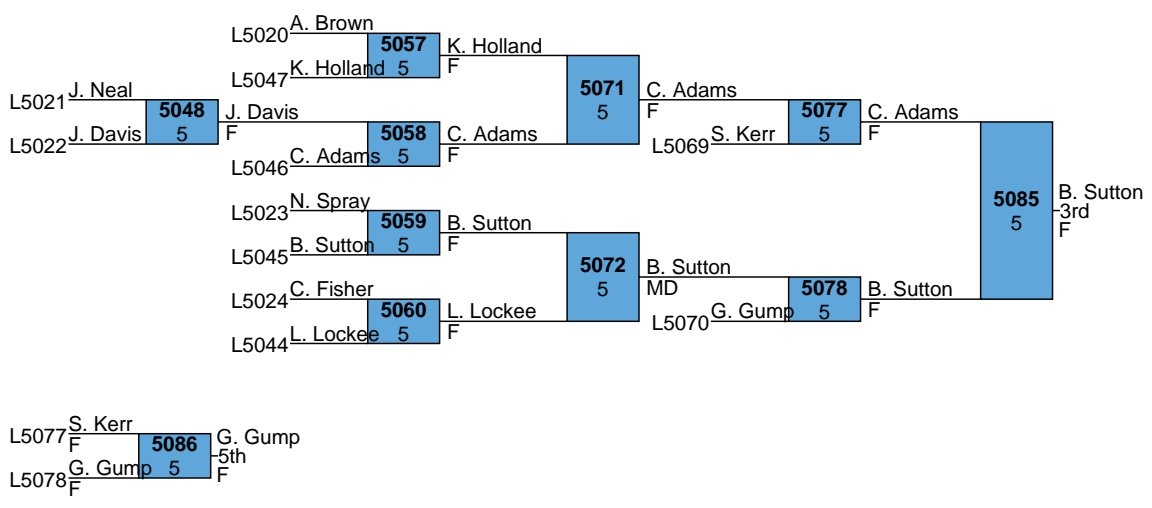 A. Brown
L5020
5057
K. Holland
K. Holland
5
F
L5047
J. Neal
L5021
5048
J. Davis
J. Davis
5
F
L5022
5058
C. Adams
C. Adams
5
F
L5046
5071
C. Adams
5
F
5077
C. Adams
S. Kerr
5
F
L5069
N. Spray
L5023
5059
B. Sutton
B. Sutton
5
F
L5045
C. Fisher
L5024
5060
L. Lockee
L. Lockee
5
F
L5044
5072
B. Sutton
5
MD
5078
B. Sutton
G. Gump
5
F
L5070
5085
B. Sutton
5
3rd
F
S. Kerr
L5077
F
5086
G. Gump
G. Gump
5
5th
L5078
F
F